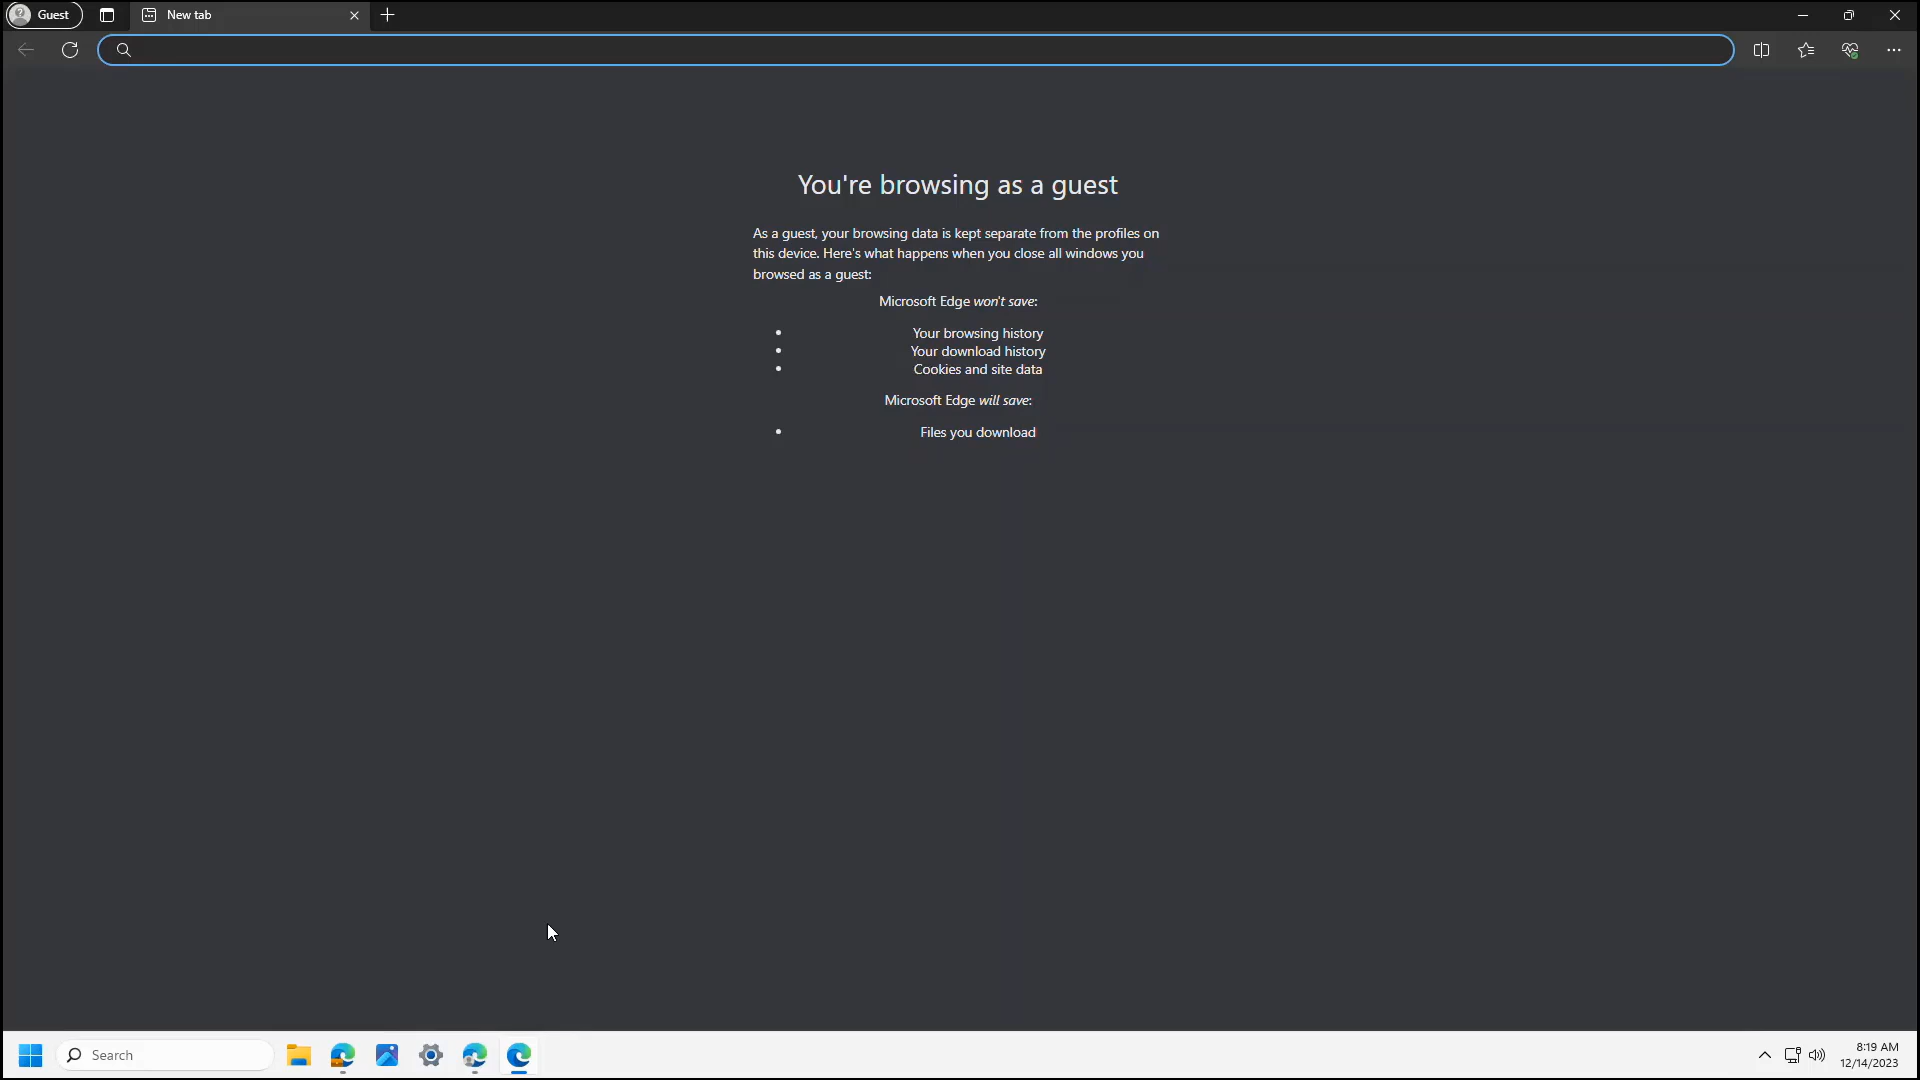 Guest
New tab
You're browsing as a guest
As a guest, your browsing data is kept separate from the profiles on
this device. Here's what happens when you close all windows you
browsed as a guest:
Microsoft Edge won't save:
• Your browsing history
• Your download history
• Cookies and site data
Microsoft Edge will save:
• Files you download
Search
8:19 AM
12/14/2023